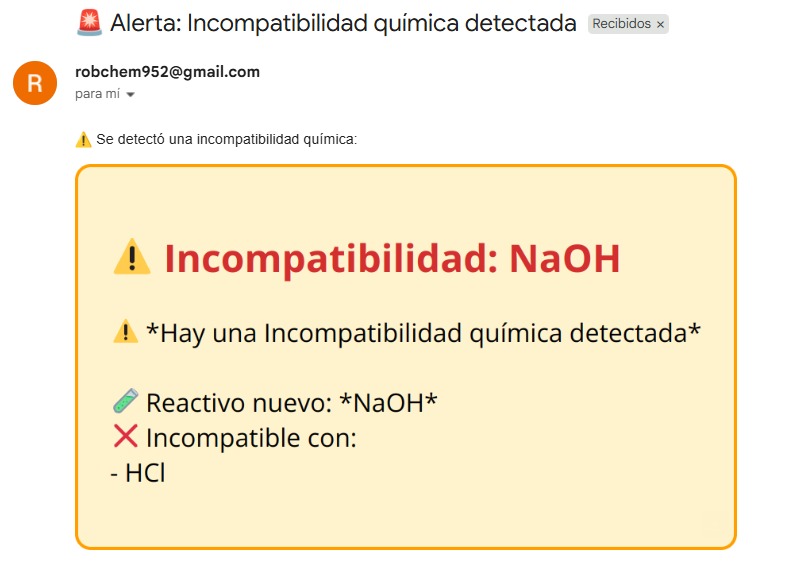 🚨 Alerta: Incompatibilidad química detectada Recibidos ×
R
robchem952@gmail.com
para mí
⚠️ Se detectó una incompatibilidad química:
⚠️ Incompatibilidad: NaOH
⚠️ *Hay una Incompatibilidad química detectada*
🧪 Reactivo nuevo: *NaOH*
❌ Incompatible con:
- HCl